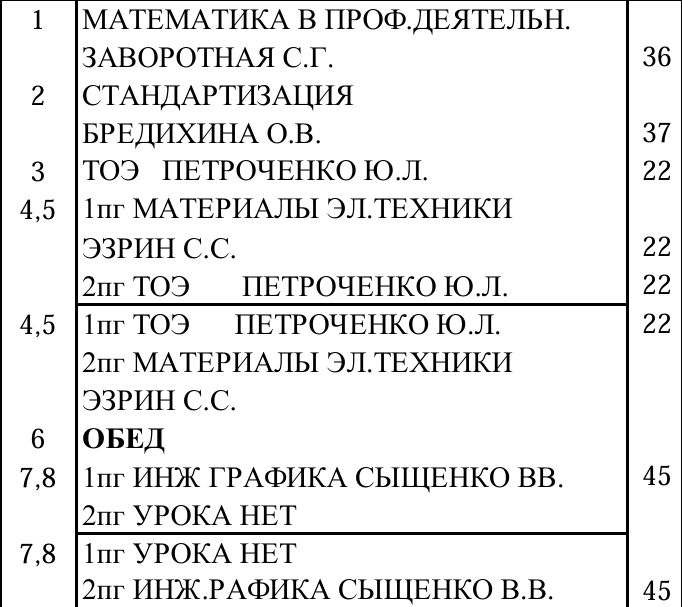 1 МАТЕМАТИКА В ПРОФ.ДЕЯТЕЛЬН.
ЗАВОРОТНАЯ С.Г. 36
2 СТАНДАРТИЗАЦИЯ
БРЕДИХИНА О.В. 37
3 ТОЭ ПЕТРОЧЕНКО Ю.Л. 22
4,5 1пг МАТЕРИАЛЫ ЭЛ.ТЕХНИКИ
ЭЗРИН С.С. 22
2пг ТОЭ ПЕТРОЧЕНКО Ю.Л. 22
4,5 1пг ТОЭ ПЕТРОЧЕНКО Ю.Л. 22
2пг МАТЕРИАЛЫ ЭЛ.ТЕХНИКИ
ЭЗРИН С.С.
6 ОБЕД
7,8 1пг ИНЖ ГРАФИКА СЫЩЕНКО ВВ. 45
2пг УРОКА НЕТ
7,8 1пг УРОКА НЕТ
2пг ИНЖ.РАФИКА СЫЩЕНКО В.В. 45